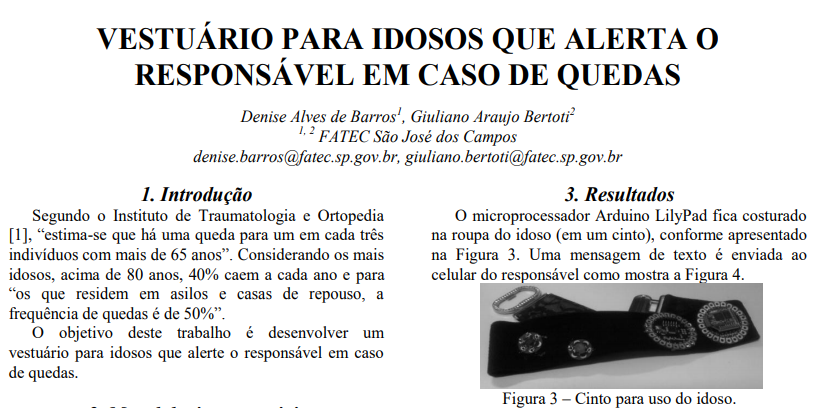 VESTUÁRIO PARA IDOSOS QUE ALERTA O
RESPONSÁVEL EM CASO DE QUEDAS
Denise Alves de Barros1, Giuliano Araujo Bertoti2
1, 2 FATEC São José dos Campos
denise.barros@fatec.sp.gov.br, giuliano.bertoti@fatec.sp.gov.br
1. Introdução
Segundo o Instituto de Traumatologia e Ortopedia
[1], “estima-se que há uma queda para um em cada três
indivíduos com mais de 65 anos”. Considerando os mais
idosos, acima de 80 anos, 40% caem a cada ano e para
“os que residem em asilos e casas de repouso, a
frequência de quedas é de 50%”.
O objetivo deste trabalho é desenvolver um
vestuário para idosos que alerte o responsável em caso
de quedas.
3. Resultados
O microprocessador Arduino LilyPad fica costurado
na roupa do idoso (em um cinto), conforme apresentado
na Figura 3. Uma mensagem de texto é enviada ao
celular do responsável como mostra a Figura 4.
Figura 3 – Cinto para uso do idoso.